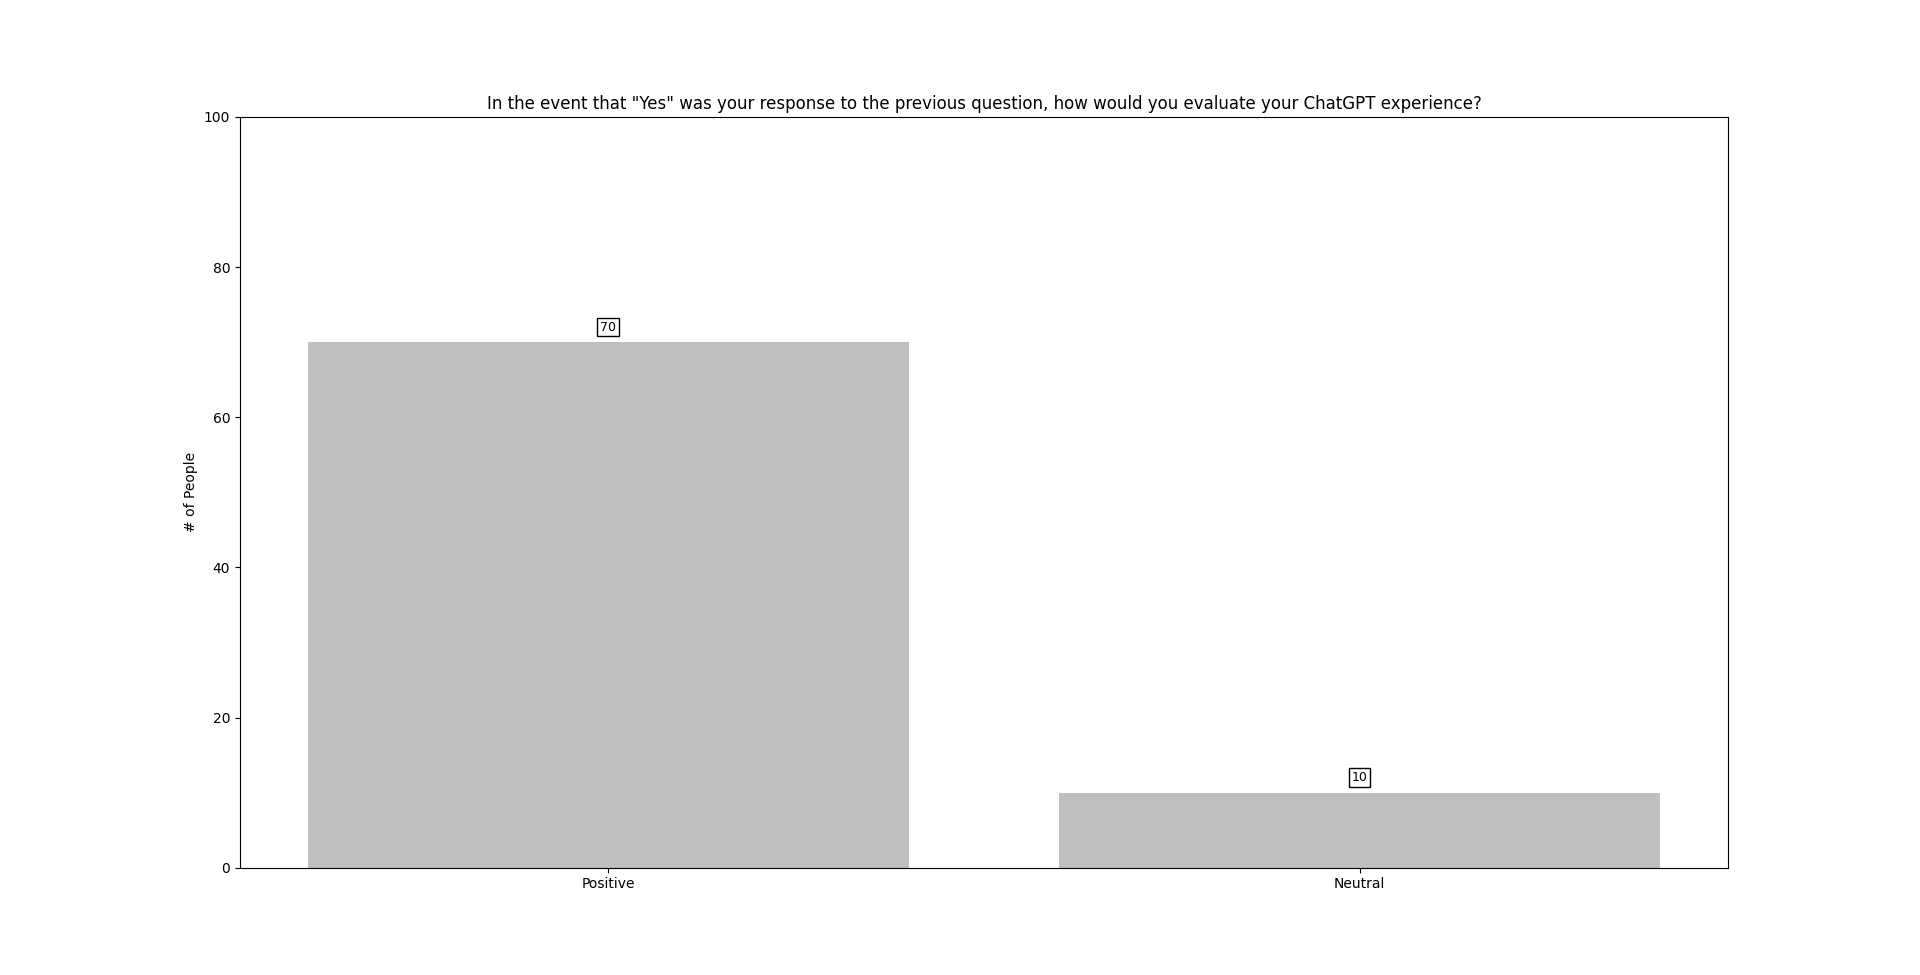 In the event that "Yes" was your response to the previous question, how would you evaluate your ChatGPT experience?
100
80
60
40
20
0
# of People
70
10
Positive
Neutral